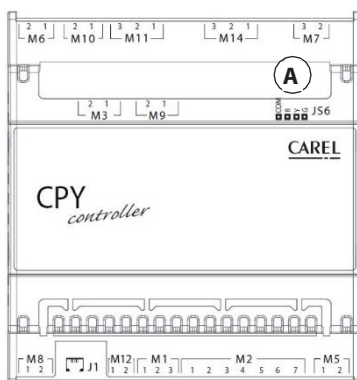 2 1 2 1 3 2 1 3 2 1 3 2
M6 M10 M11 M14 M7
A
2 1 2 1
M3 M9
COM R Y G JS6
CAREL
CPY
controller
M8 J1 M12 M1 M2 M5
1 2 1 2 1 2 3 1 2 3 4 5 6 7 1 2